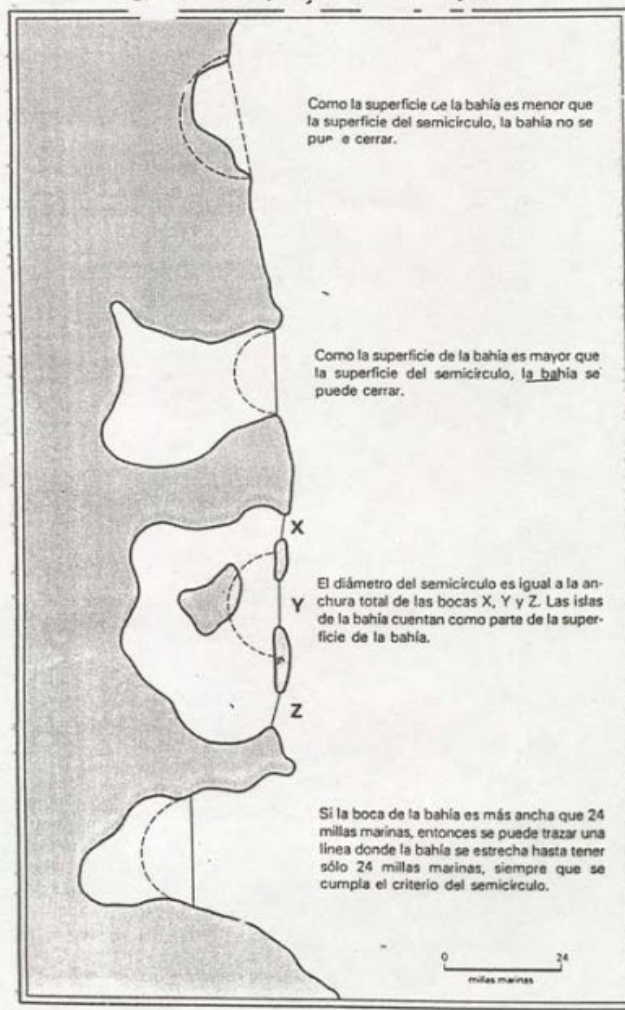 Como la superficie de la bahía es menor que
la superficie del semicírculo, la bahía no se
cerrar.
Como la superficie de la bahía es mayor que
la superficie del semicírculo, la bahía se
puede cerrar.
X
El diámetro del semicírculo es igual a la an-
chura total de las bocas X, Y y Z. Las islas
Y
de la bahía cuentan como parte de la super-
ficie de la bahía.
Z
Si la boca de la bahía es más ancha que 24
millas marinas, entonces se puede trazar una
línea donde la bahía se estrecha hasta tener
sólo 24 millas marinas, siempre que se
cumpla el criterio del semicírculo.
0 24
millas marinas